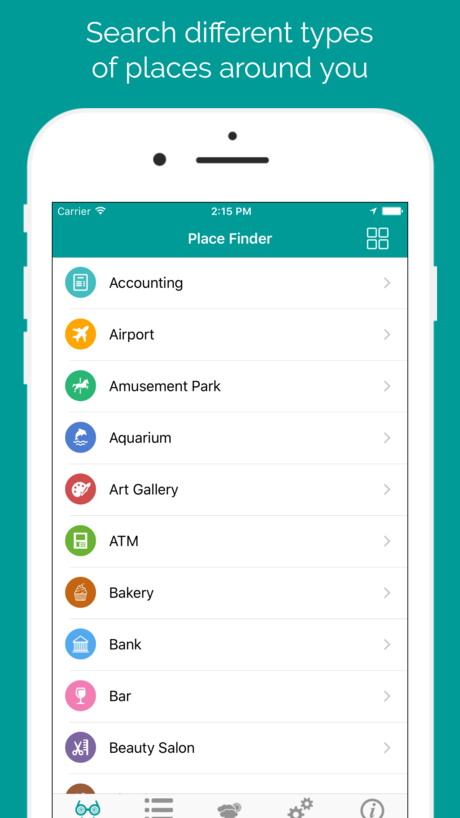 Search different types
of places around you
Carrier 2:15 PM
Place Finder
Accounting
Airport
Amusement Park
Aquarium
Art Gallery
ATM
Bakery
Bank
Bar
Beauty Salon